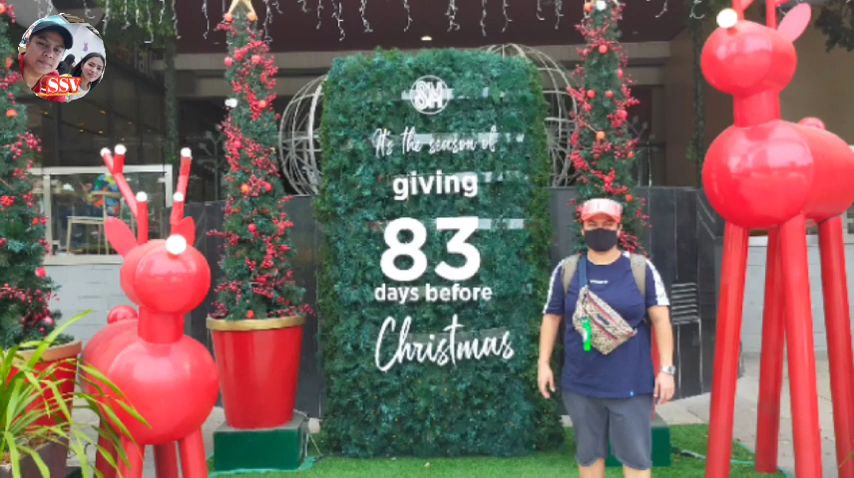 SSV
SM
It's the season of
giving
83
days before
Christmas